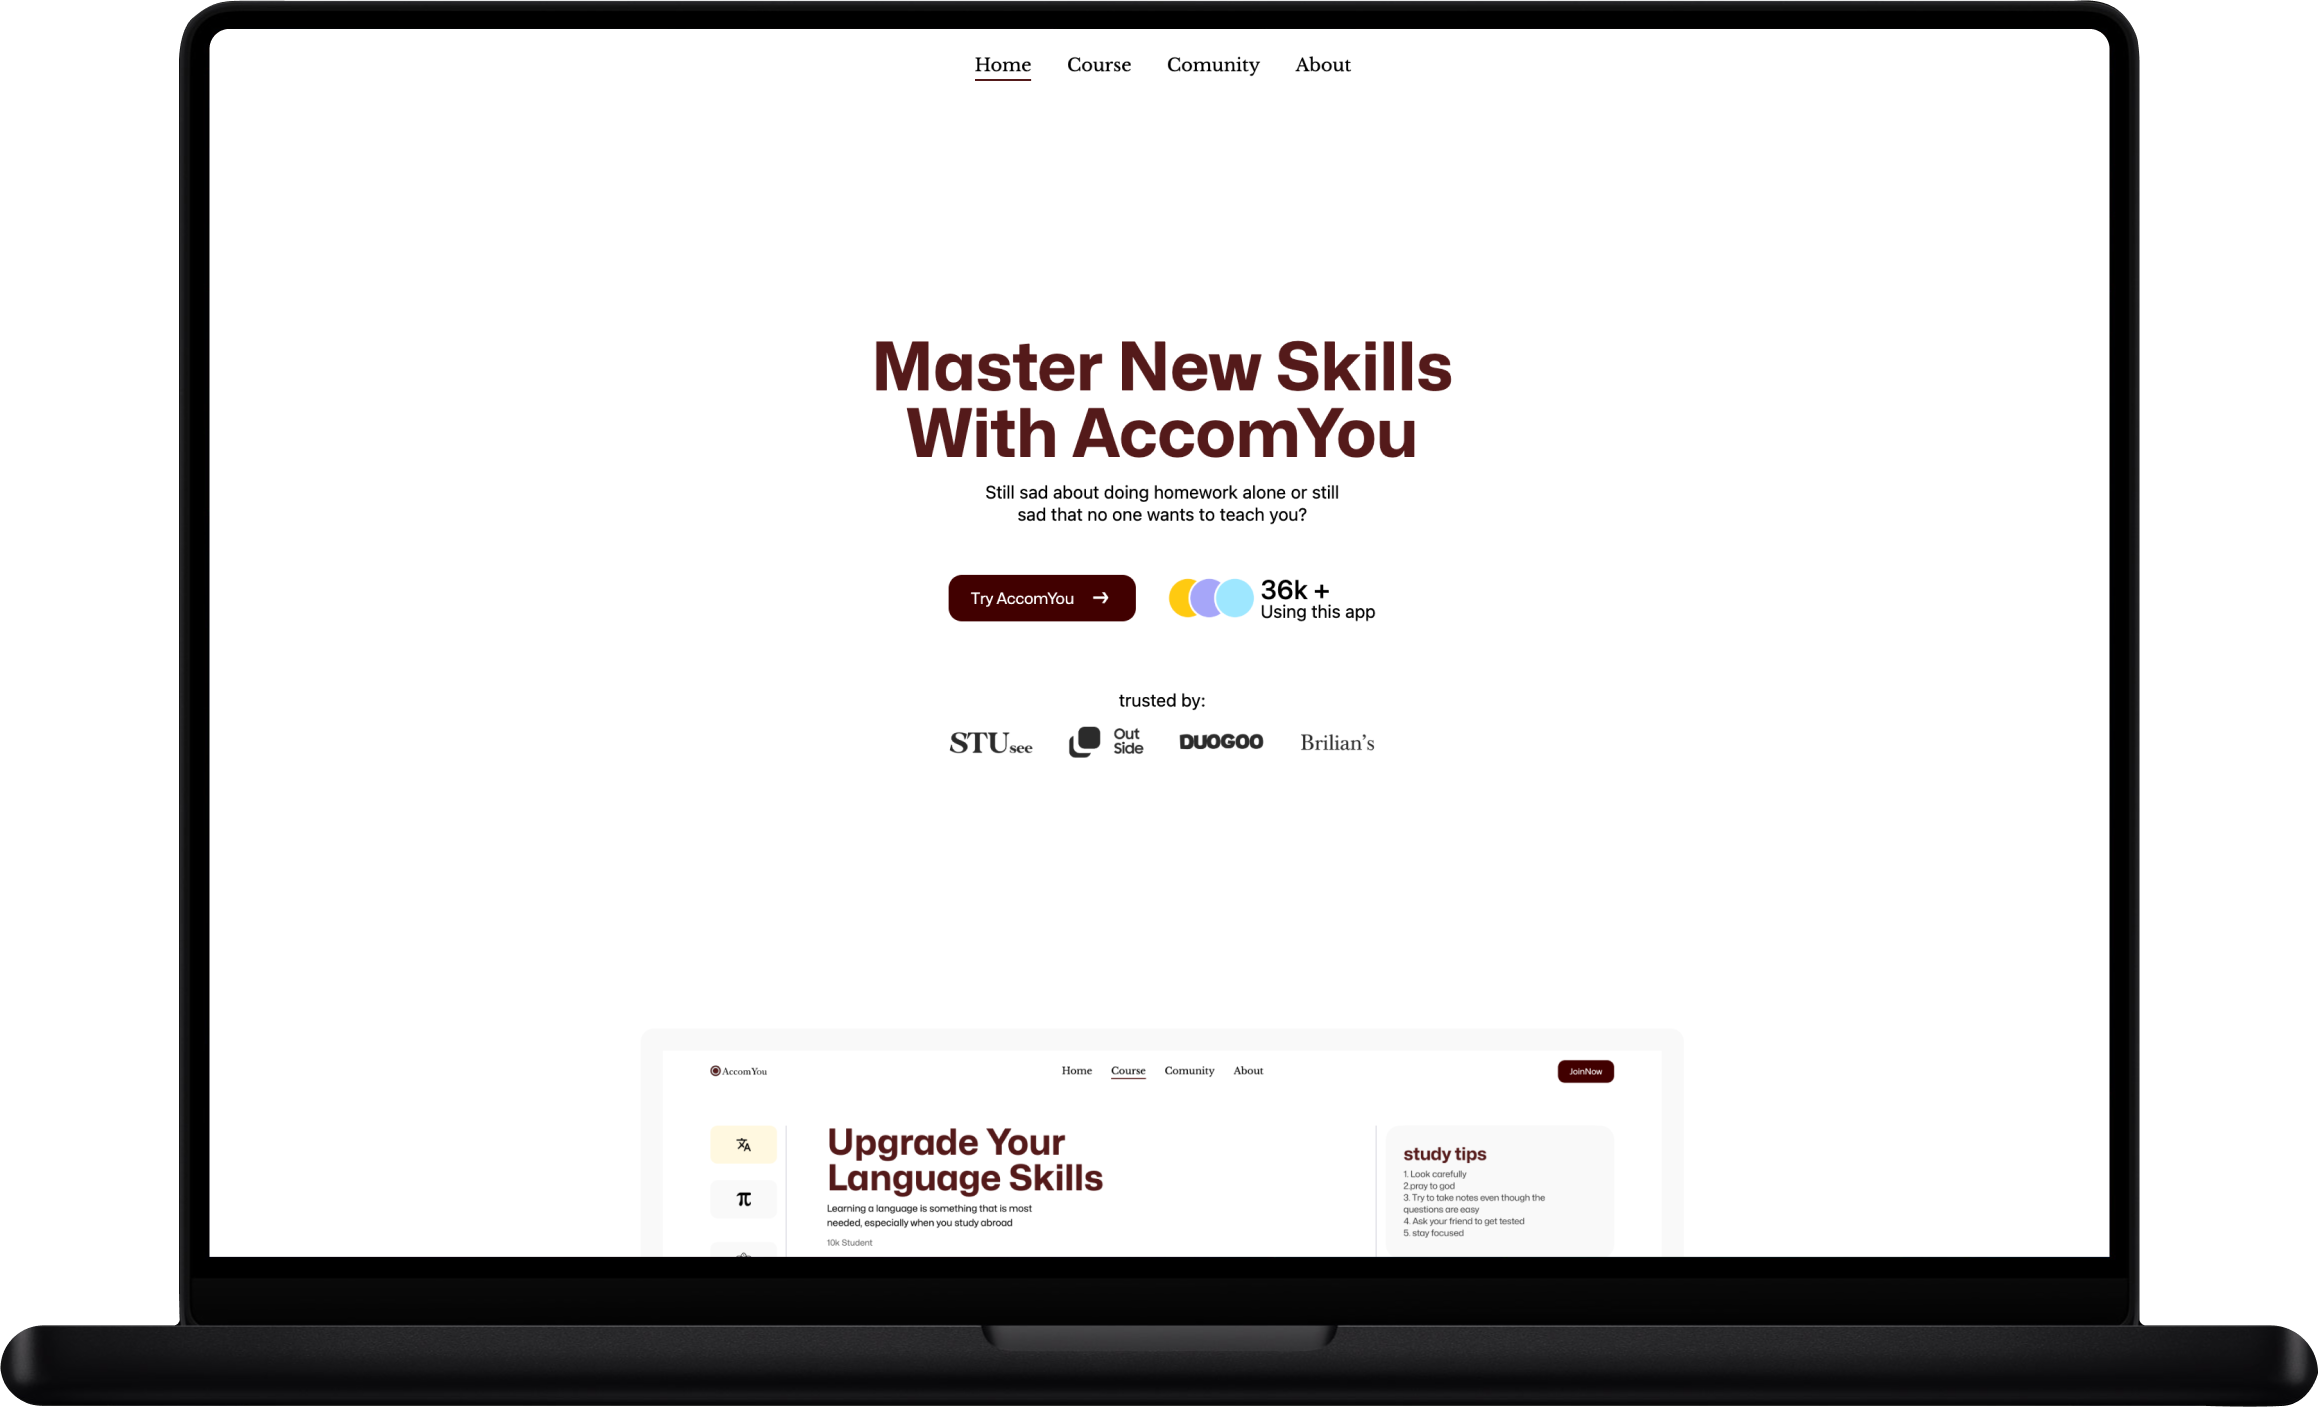 Home Course Comunity About
Master New Skills
With AccomYou
Still sad about doing homework alone or still
sad that no one wants to teach you?
Try AccomYou →
36k +
Using this app
trusted by:
STUsee
Out
Side
DUOGOO
Brilian’s
AccomYou
Home Course Comunity About
JoinNow
文A
π
Upgrade Your
Language Skills
Learning a language is something that is most
needed, especially when you study abroad
10k Student
study tips
1. Look carefully
2.pray to god
3. Try to take notes even though the
questions are easy
4. Ask your friend to get tested
5. stay focused